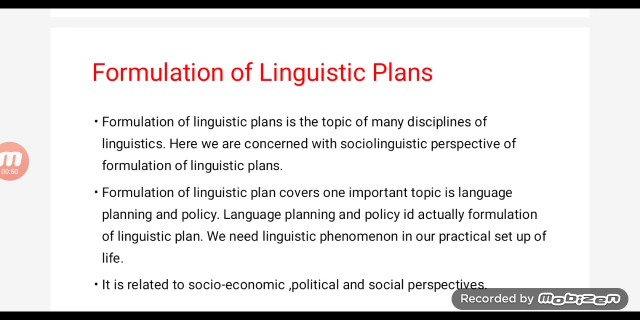 Formulation of Linguistic Plans
• Formulation of linguistic plans is the topic of many disciplines of
linguistics. Here we are concerned with sociolinguistic perspective of
formulation of linguistic plans.
• Formulation of linguistic plan covers one important topic is language
planning and policy. Language planning and policy id actually formulation
of linguistic plan. We need linguistic phenomenon in our practical set up of
life.
• It is related to socio-economic ,political and social perspectives.
00:50
Recorded by Mobizen